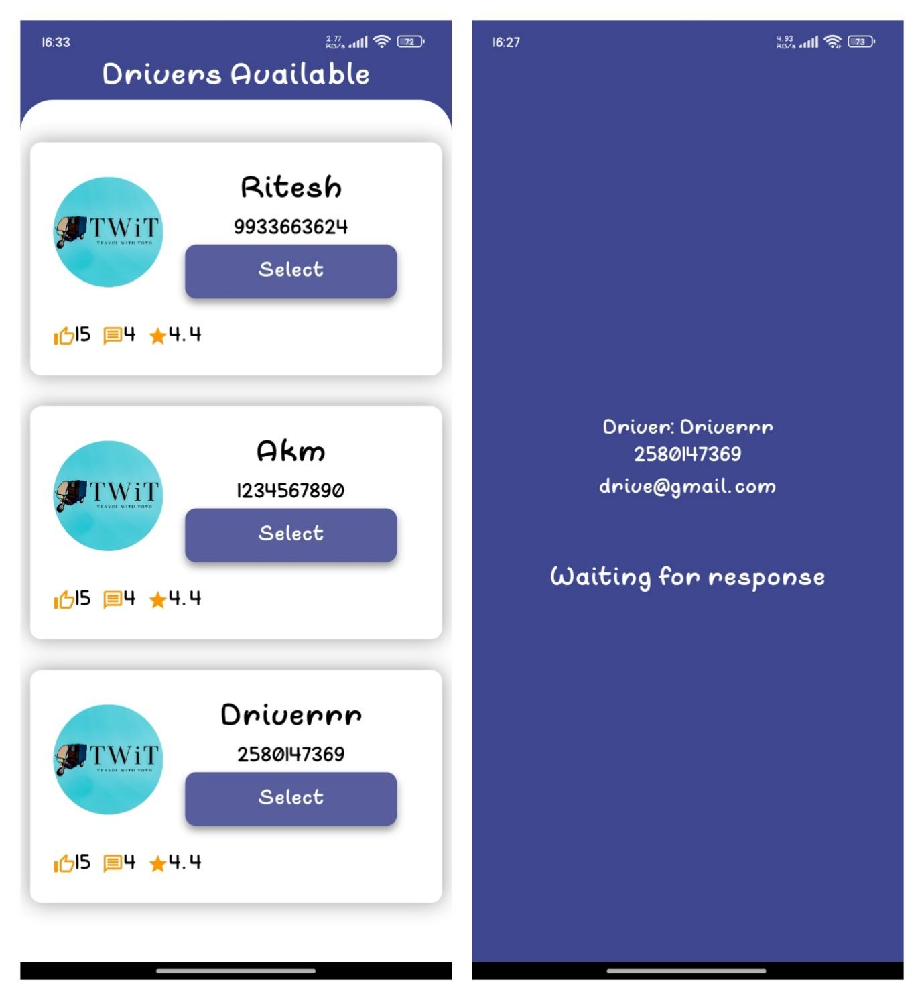 16:33
2.77
KB/s
72
Drivers Available
Ritesh
9933663624
TWiT
TRAVEL WITH TOTO
Select
15 4 4.4
Akm
1234567890
TWiT
TRAVEL WITH TOTO
Select
15 4 4.4
Driverrr
2580147369
TWiT
TRAVEL WITH TOTO
Select
15 4 4.4
16:27
4.93
KB/s
73
Driver: Driverrr
2580147369
drive@gmail.com
Waiting for response